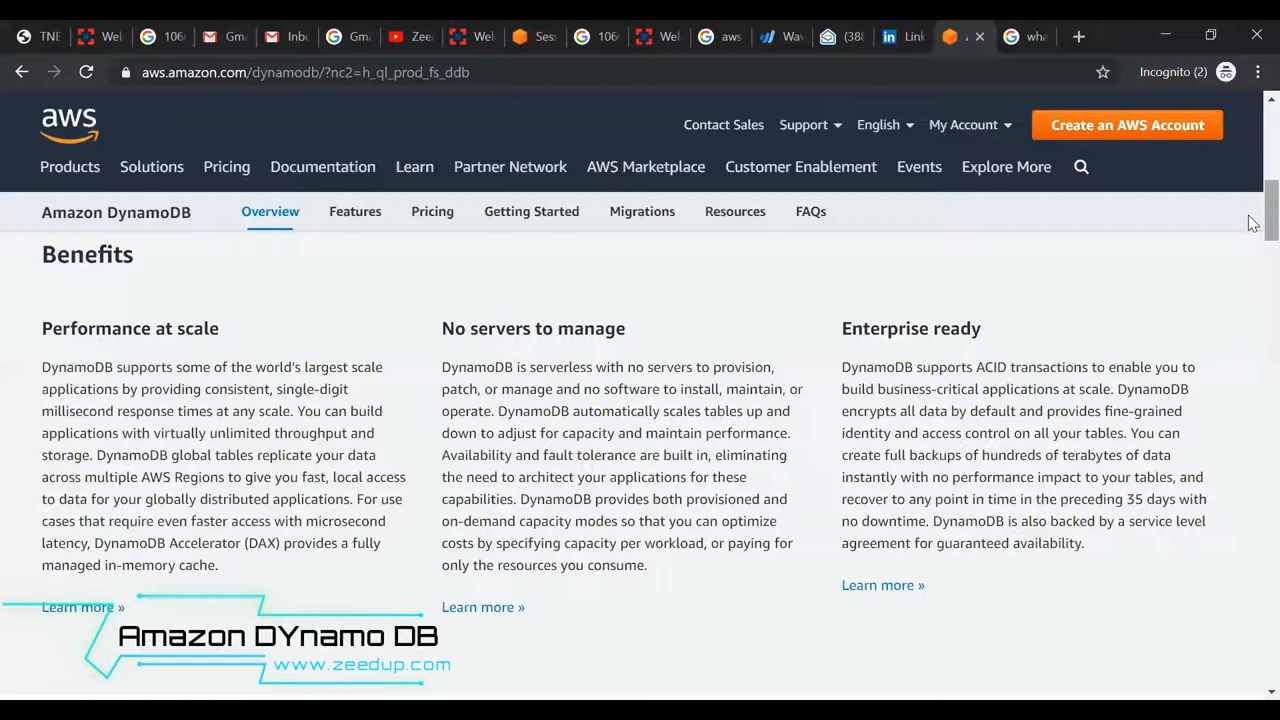 TNE
Wel
106
Gma
Inbo
Gma
Zee
Wel
Sess
106
Wel
aws
Wav
(38
Link
wha
aws.amazon.com/dynamodb/?nc2=h_ql_prod_fs_ddb
Incognito (2)
aws
Contact Sales Support English My Account Create an AWS Account
Products Solutions Pricing Documentation Learn Partner Network AWS Marketplace Customer Enablement Events Explore More
Amazon DynamoDB Overview Features Pricing Getting Started Migrations Resources FAQs
Benefits
Performance at scale
DynamoDB supports some of the world's largest scale
applications by providing consistent, single-digit
millisecond response times at any scale. You can build
applications with virtually unlimited throughput and
storage. DynamoDB global tables replicate your data
across multiple AWS Regions to give you fast, local access
to data for your globally distributed applications. For use
cases that require even faster access with microsecond
latency, DynamoDB Accelerator (DAX) provides a fully
managed in-memory cache.
Learn more »
No servers to manage
DynamoDB is serverless with no servers to provision,
patch, or manage and no software to install, maintain, or
operate. DynamoDB automatically scales tables up and
down to adjust for capacity and maintain performance.
Availability and fault tolerance are built in, eliminating
the need to architect your applications for these
capabilities. DynamoDB provides both provisioned and
on-demand capacity modes so that you can optimize
costs by specifying capacity per workload, or paying for
only the resources you consume.
Learn more »
Enterprise ready
DynamoDB supports ACID transactions to enable you to
build business-critical applications at scale. DynamoDB
encrypts all data by default and provides fine-grained
identity and access control on all your tables. You can
create full backups of hundreds of terabytes of data
instantly with no performance impact to your tables, and
recover to any point in time in the preceding 35 days with
no downtime. DynamoDB is also backed by a service level
agreement for guaranteed availability.
Learn more »
Amazon DYnamo DB
www.zeedup.com